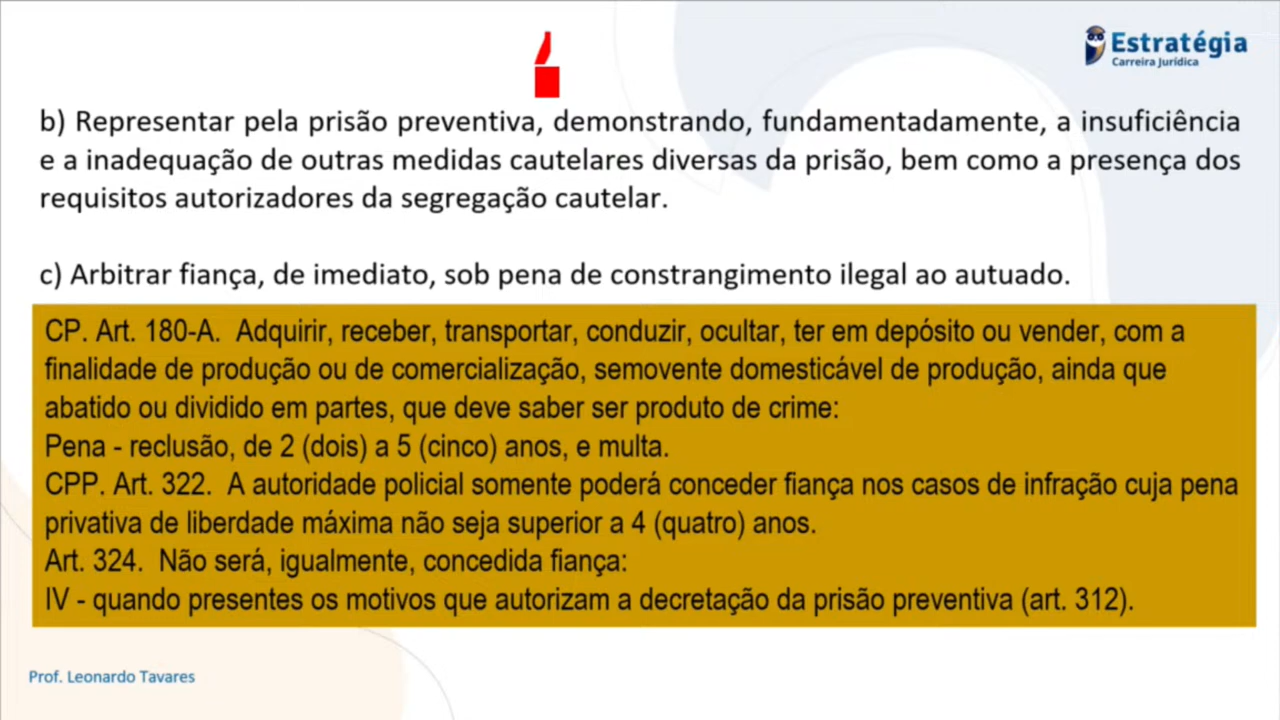 Estratégia
Carreira Jurídica
b) Representar pela prisão preventiva, demonstrando, fundamentadamente, a insuficiência
e a inadequação de outras medidas cautelares diversas da prisão, bem como a presença dos
requisitos autorizadores da segregação cautelar.
c) Arbitrar fiança, de imediato, sob pena de constrangimento ilegal ao autuado.
CP. Art. 180-A. Adquirir, receber, transportar, conduzir, ocultar, ter em depósito ou vender, com a
finalidade de produção ou de comercialização, semovente domesticável de produção, ainda que
abatido ou dividido em partes, que deve saber ser produto de crime:
Pena - reclusão, de 2 (dois) a 5 (cinco) anos, e multa.
CPP. Art. 322. A autoridade policial somente poderá conceder fiança nos casos de infração cuja pena
privativa de liberdade máxima não seja superior a 4 (quatro) anos.
Art. 324. Não será, igualmente, concedida fiança:
IV - quando presentes os motivos que autorizam a decretação da prisão preventiva (art. 312).
Prof. Leonardo Tavares